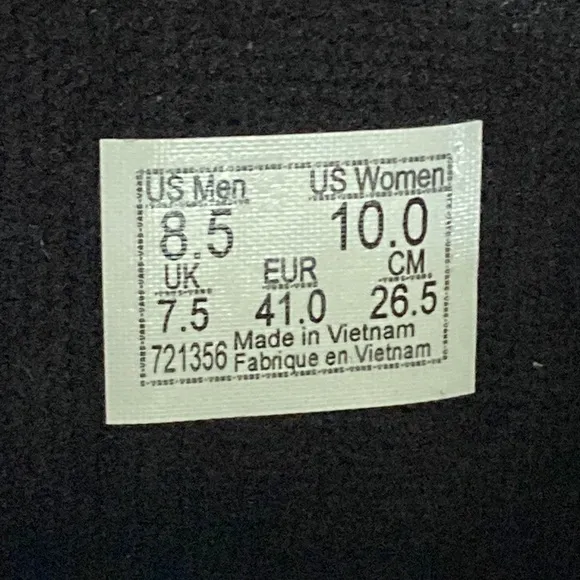 US Men US Women
8.5 10.0
UK EUR CM
7.5 41.0 26.5
721356 Made in Vietnam
Fabrique en Vietnam